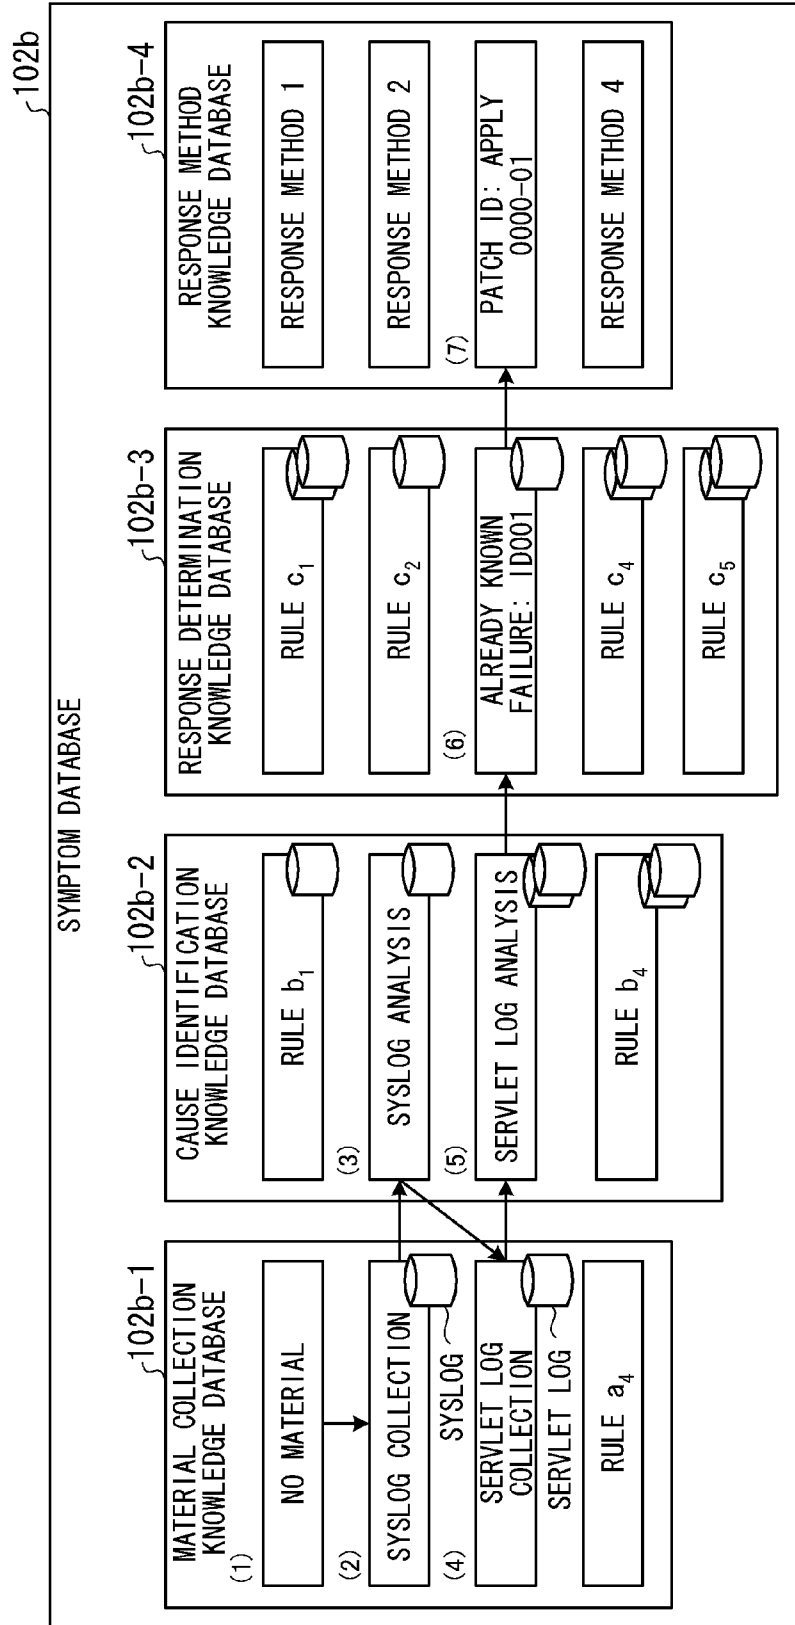 102b
SYMPTOM DATABASE
102b-1
MATERIAL COLLECTION
KNOWLEDGE DATABASE
(1)
NO MATERIAL
(2)
SYSLOG COLLECTION
SYSLOG
(4)
SERVLET LOG
COLLECTION
SERVLET LOG
RULE a4
102b-2
CAUSE IDENTIFICATION
KNOWLEDGE DATABASE
RULE b1
(3)
SYSLOG ANALYSIS
(5)
SERVLET LOG ANALYSIS
RULE b4
102b-3
RESPONSE DETERMINATION
KNOWLEDGE DATABASE
RULE c1
RULE c2
(6)
ALREADY KNOWN
FAILURE: ID001
RULE c4
RULE c5
102b-4
RESPONSE METHOD
KNOWLEDGE DATABASE
RESPONSE METHOD 1
RESPONSE METHOD 2
(7)
PATCH ID: APPLY
0000-01
RESPONSE METHOD 4